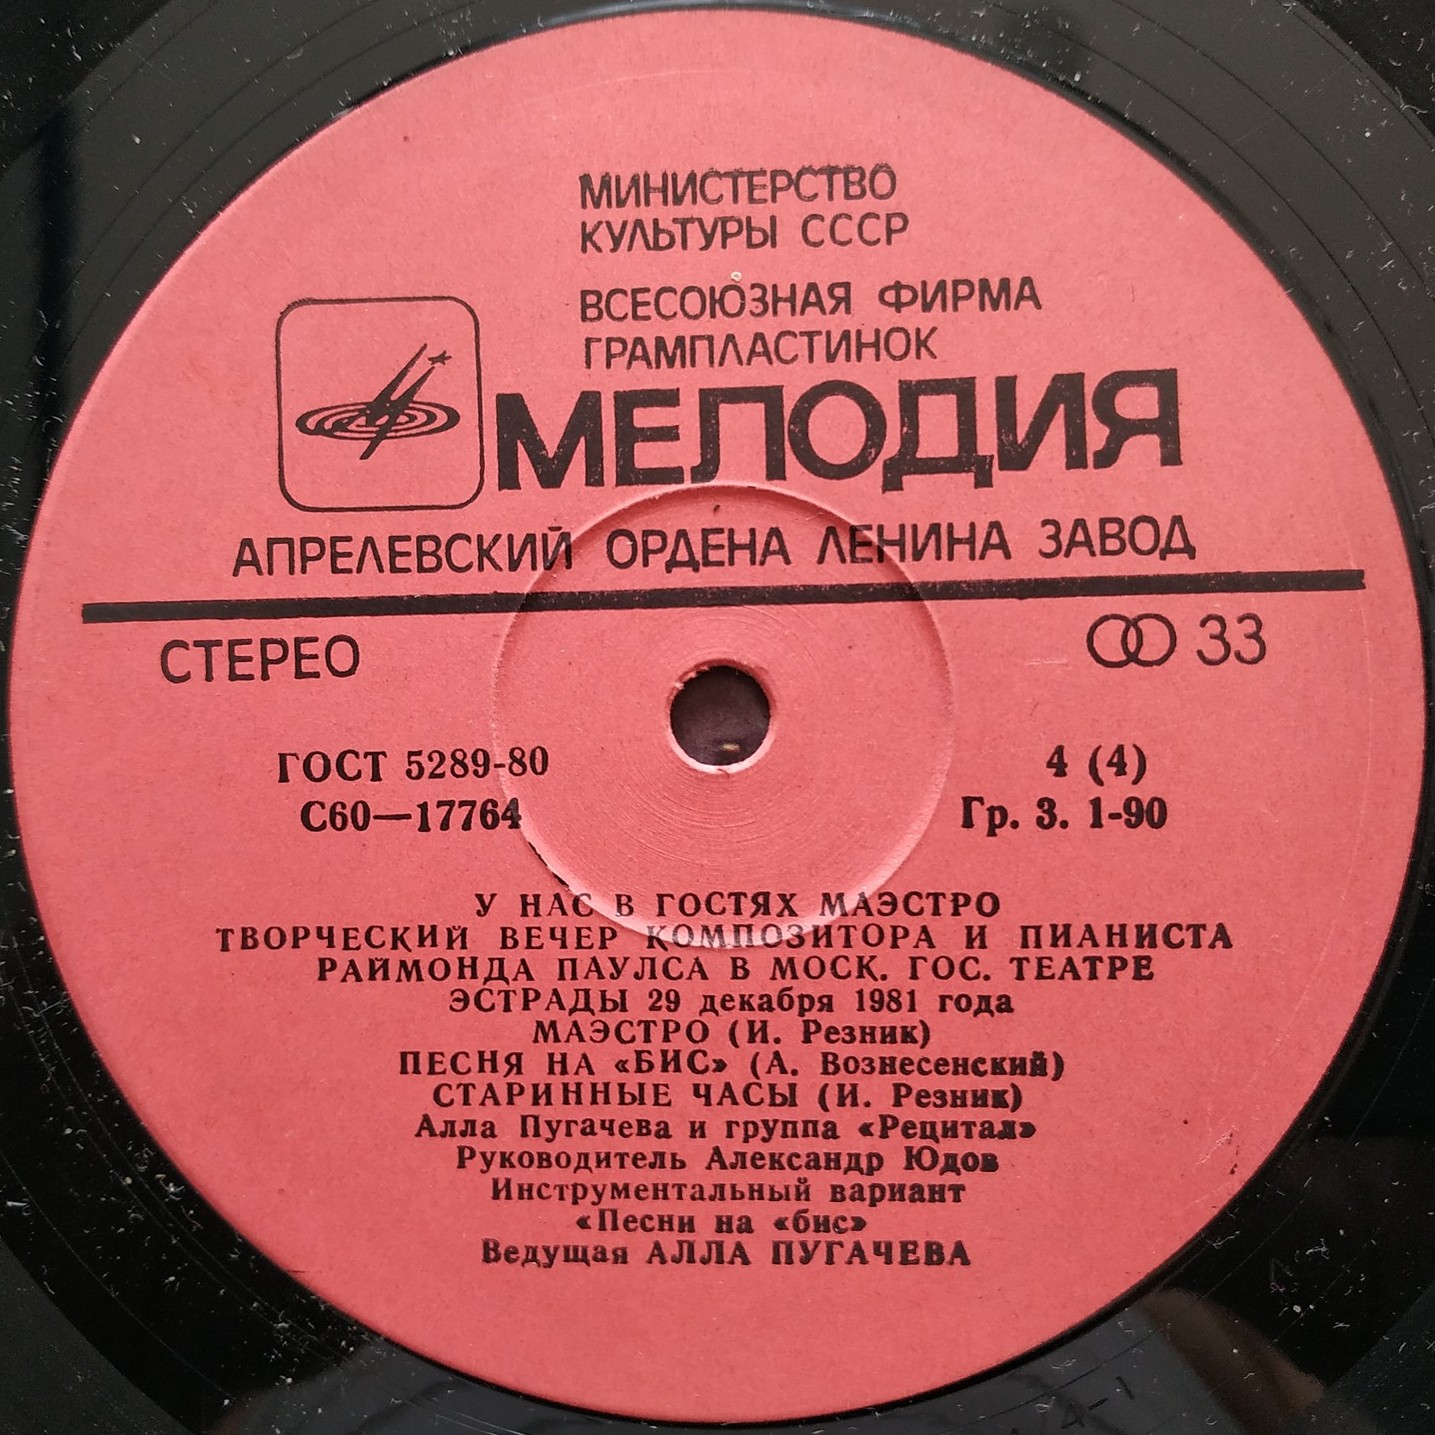 МИНИСТЕРСТВО
КУЛЬТУРЫ СССР
ВСЕСОЮЗНАЯ ФИРМА
ГРАМПЛАСТИНОК
МЕЛОДИЯ
АПРЕЛЕВСКИЙ ОРДЕНА ЛЕНИНА ЗАВОД
СТЕРЕО 33
ГОСТ 5289-80 4 (4)
С60—17764 Гр. 3. 1-90
У НАС В ГОСТЯХ МАЭСТРО
ТВОРЧЕСКИЙ ВЕЧЕР КОМПОЗИТОРА И ПИАНИСТА
РАЙМОНДА ПАУЛСА В МОСК. ГОС. ТЕАТРЕ
ЭСТРАДЫ 29 декабря 1981 года
МАЭСТРО (И. Резник)
ПЕСНЯ НА «БИС» (А. Вознесенский)
СТАРИННЫЕ ЧАСЫ (И. Резник)
Алла Пугачева и группа «Рецитал»
Руководитель Александр Юдов
Инструментальный вариант
«Песни на «бис»
Ведущая АЛЛА ПУГАЧЕВА